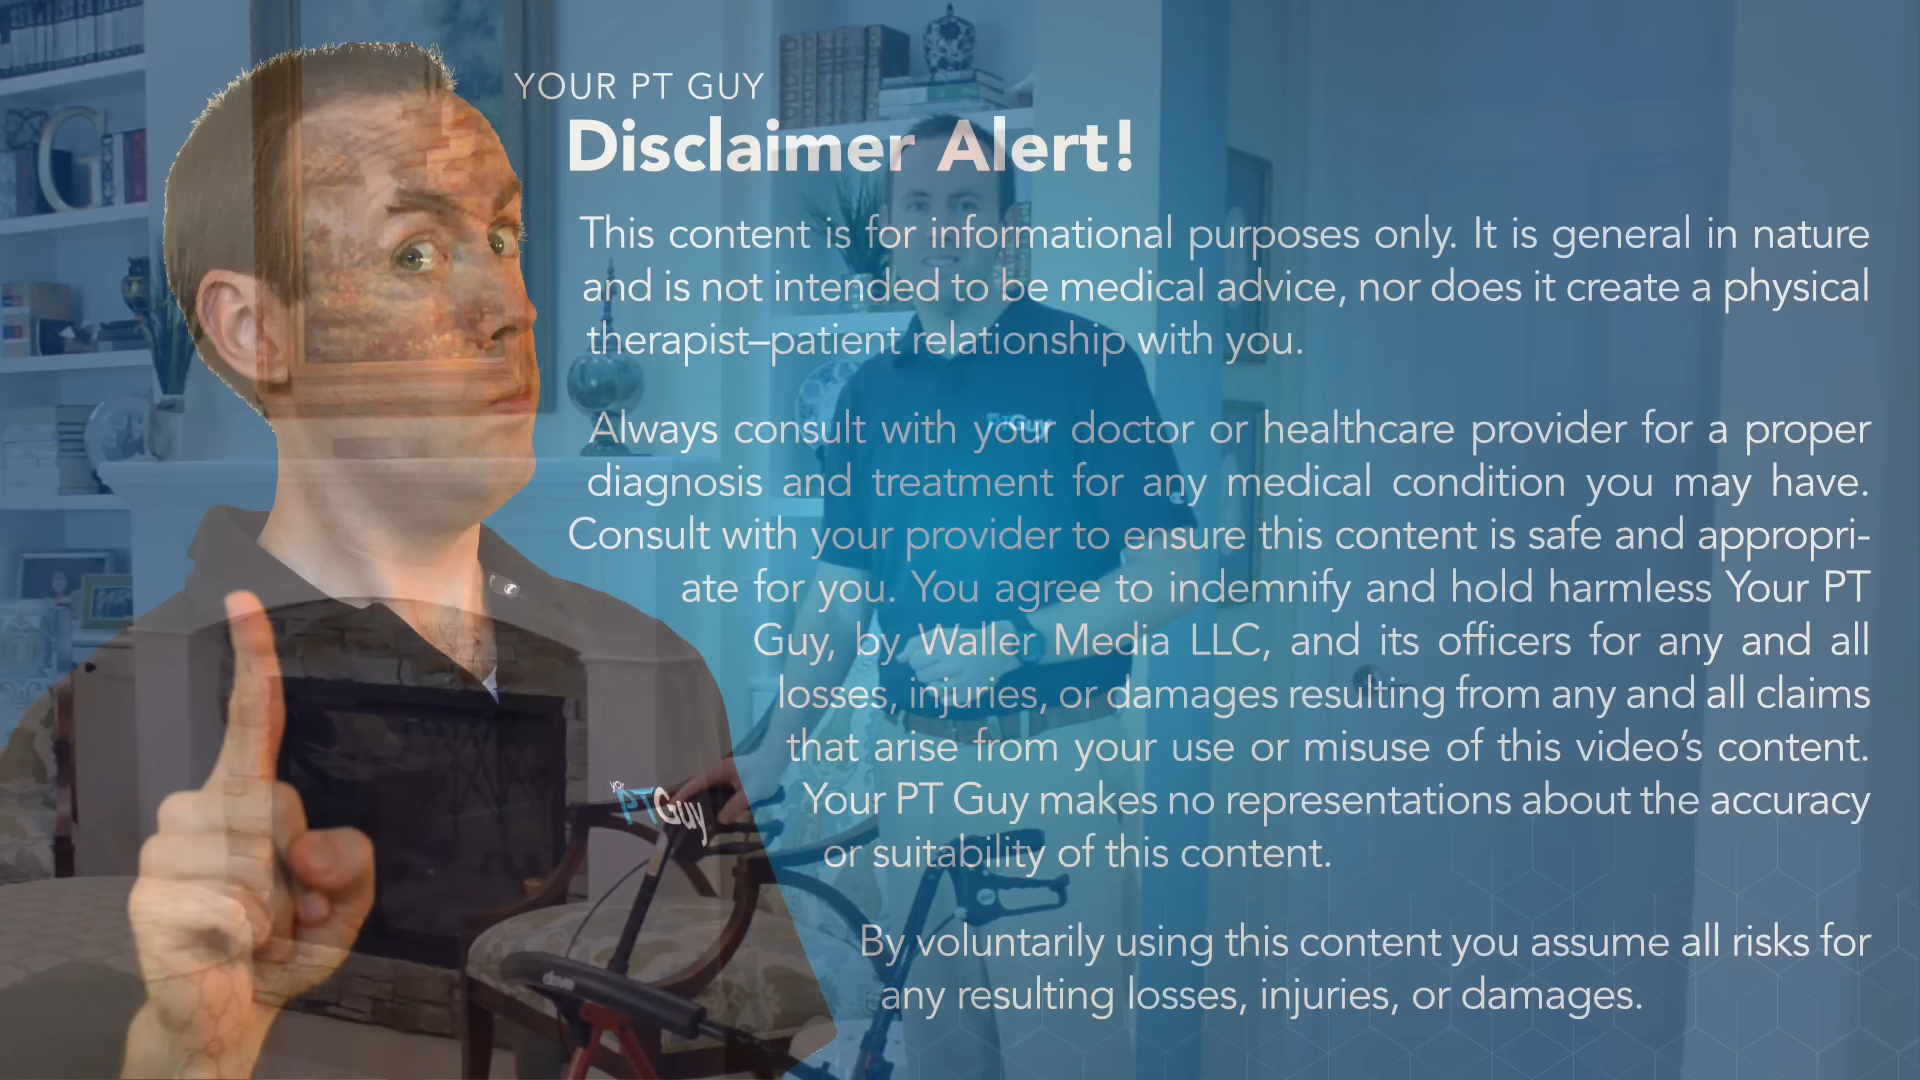 YOUR PT GUY
Disclaimer Alert!
This content is for informational purposes only. It is general in nature
and is not intended to be medical advice, nor does it create a physical
therapist–patient relationship with you.
Always consult with your doctor or healthcare provider for a proper
diagnosis and treatment for any medical condition you may have.
Consult with your provider to ensure this content is safe and appropri-
ate for you. You agree to indemnify and hold harmless Your PT
Guy, by Waller Media LLC, and its officers for any and all
losses, injuries, or damages resulting from any and all claims
that arise from your use or misuse of this video’s content.
Your PT Guy makes no representations about the accuracy
or suitability of this content.
By voluntarily using this content you assume all risks for
any resulting losses, injuries, or damages.
PTGuy
your
PTGuy
G